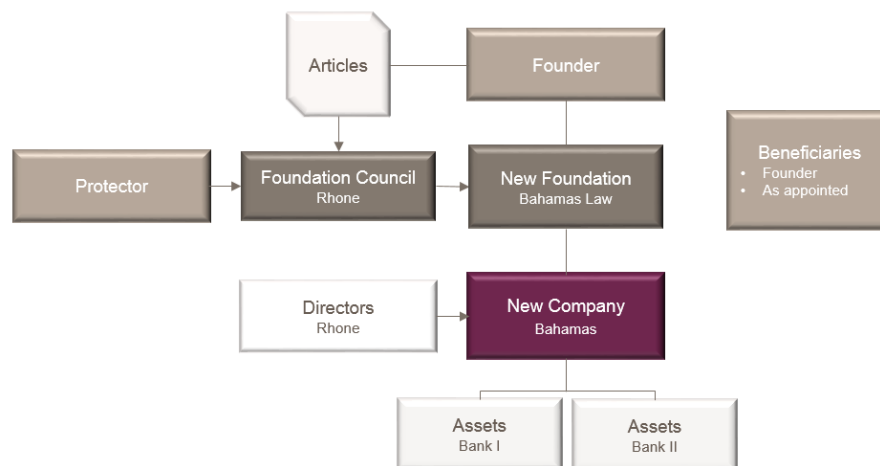 Articles
Founder
Protector
Foundation Council
Rhone
New Foundation
Bahamas Law
Beneficiaries
• Founder
• As appointed
Directors
Rhone
New Company
Bahamas
Assets
Bank I
Assets
Bank II